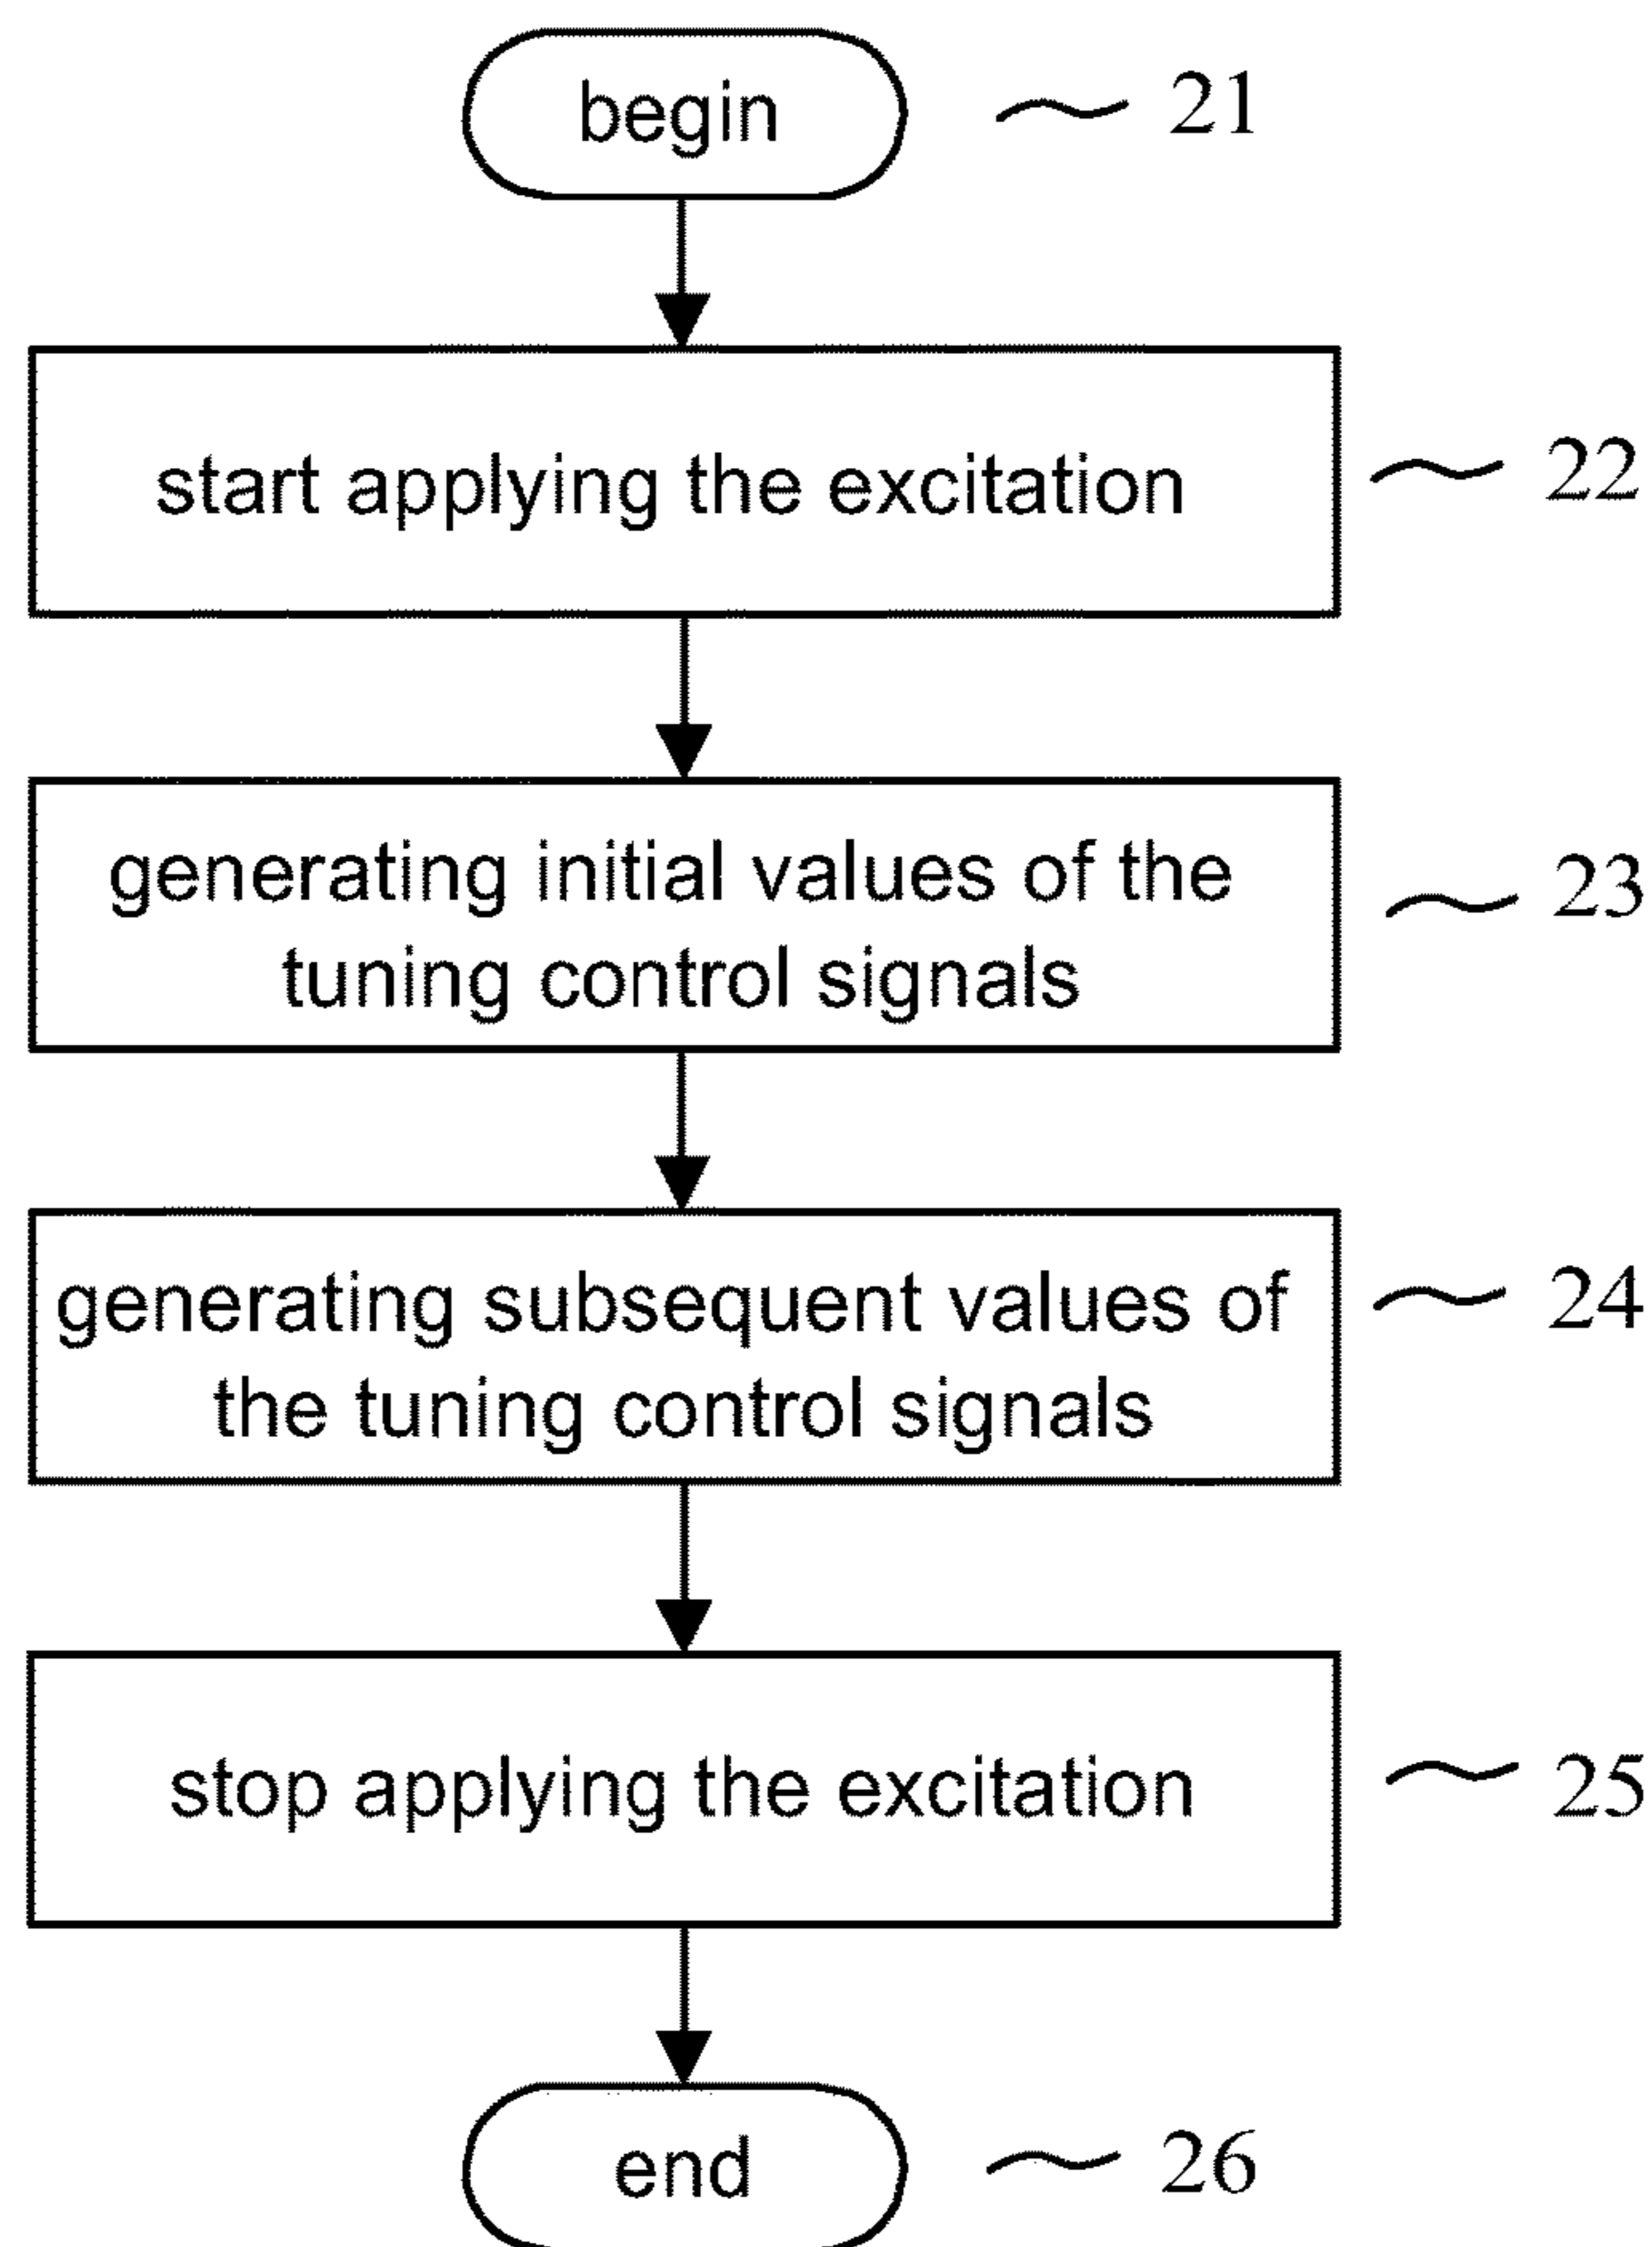 begin
21
start applying the excitation
22
generating initial values of the
tuning control signals
23
generating subsequent values of
the tuning control signals
24
stop applying the excitation
25
end
26